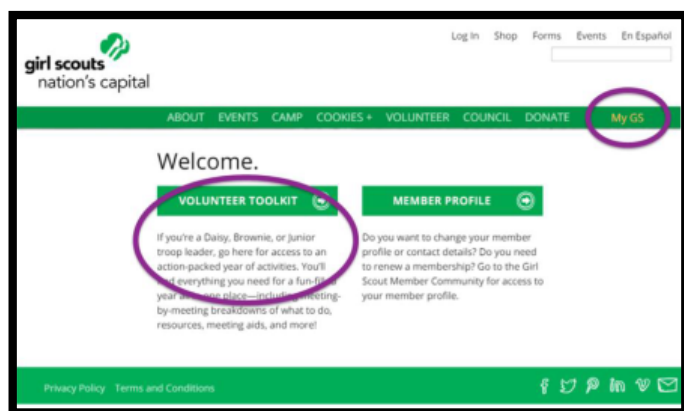 Log In Shop Forms Events En Español
girl scouts
nation's capital
ABOUT EVENTS CAMP COOKIES + VOLUNTEER COUNCIL DONATE My GS
Welcome.
VOLUNTEER TOOLKIT
If you're a Daisy, Brownie, or Junior
troop leader, go here for access to an
action-packed year of activities. You'll
find everything you need for a fun-filled
year all in one place—including meeting-
by-meeting breakdowns of what to do,
resources, meeting aids, and more!
MEMBER PROFILE
Do you want to change your member
profile or contact details? Do you need
to renew a membership? Go to the Girl
Scout Member Community for access to
your member profile.
Privacy Policy Terms and Conditions